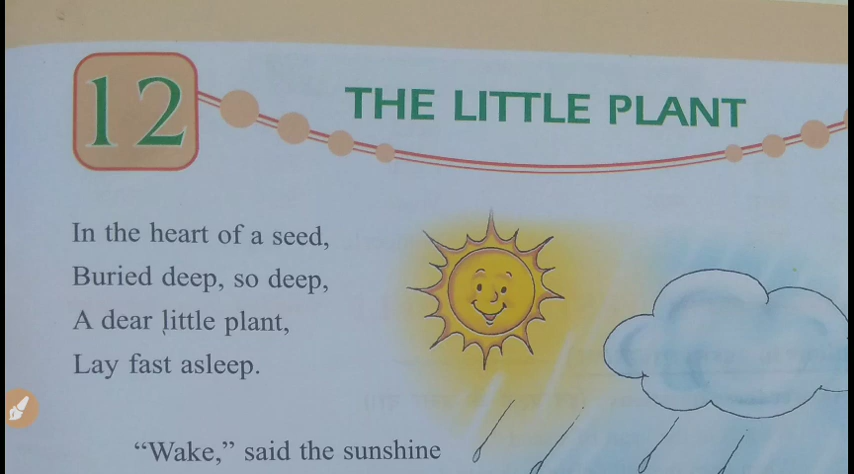 12
THE LITTLE PLANT
In the heart of a seed,
Buried deep, so deep,
A dear little plant,
Lay fast asleep.
“Wake,” said the sunshine